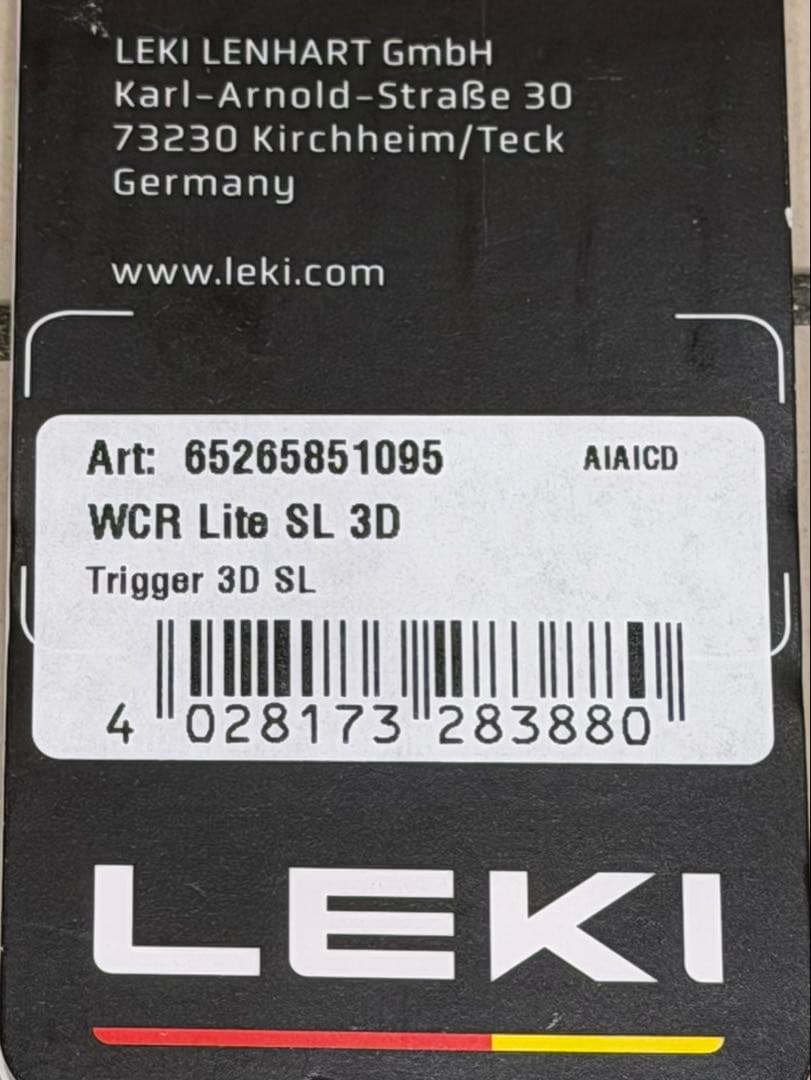 LEKI LENHART GmbH
Karl-Arnold-Straße 30
73230 Kirchheim/Teck
Germany
www.leki.com
Art: 65265851095 AIAICD
WCR Lite SL 3D
Trigger 3D SL
4 028173 283880
LEKI